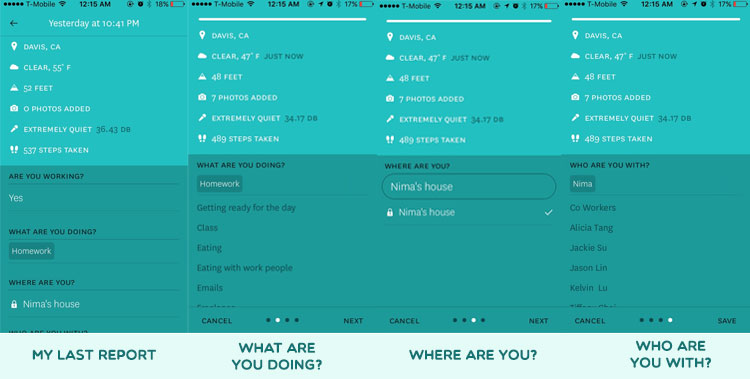 T-Mobile 12:15 AM 18%
Yesterday at 10:41 PM
DAVIS, CA
CLEAR, 55° F
52 FEET
0 PHOTOS ADDED
EXTREMELY QUIET 36.43 DB
537 STEPS TAKEN
ARE YOU WORKING?
Yes
WHAT ARE YOU DOING?
Homework
WHERE ARE YOU?
Nima's house
WHO ARE YOU WITH?
MY LAST REPORT
T-Mobile 12:15 AM 17%
DAVIS, CA
CLEAR, 47° F JUST NOW
48 FEET
7 PHOTOS ADDED
EXTREMELY QUIET 34.17 DB
489 STEPS TAKEN
WHAT ARE YOU DOING?
Homework
Getting ready for the day
Class
Eating
Eating with work people
Emails
Freelance
CANCEL NEXT
WHAT ARE
YOU DOING?
T-Mobile 12:15 AM 17%
DAVIS, CA
CLEAR, 47° F JUST NOW
48 FEET
7 PHOTOS ADDED
EXTREMELY QUIET 34.17 DB
489 STEPS TAKEN
WHERE ARE YOU?
Nima's house
Nima's house
CANCEL NEXT
WHERE ARE YOU?
T-Mobile 12:15 AM 17%
DAVIS, CA
CLEAR, 47° F JUST NOW
48 FEET
7 PHOTOS ADDED
EXTREMELY QUIET 34.17 DB
489 STEPS TAKEN
WHO ARE YOU WITH?
Nima
Co Workers
Alicia Tang
Jackie Su
Jason Lin
Kelvin Lu
CANCEL SAVE
WHO ARE
YOU WITH?